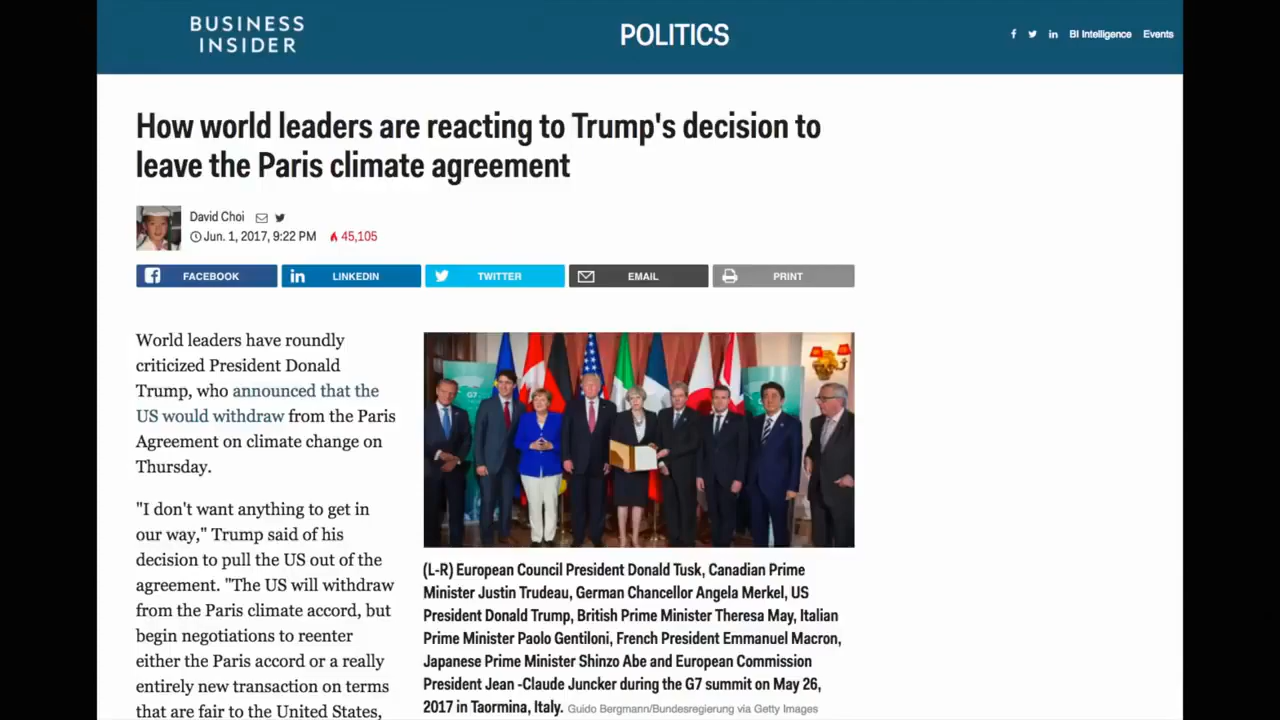 BUSINESS
INSIDER
POLITICS
BI Intelligence
Events
How world leaders are reacting to Trump's decision to
leave the Paris climate agreement
David Choi
Jun. 1, 2017, 9:22 PM
45,105
FACEBOOK
LINKEDIN
TWITTER
EMAIL
PRINT
World leaders have roundly
criticized President Donald
Trump, who announced that the
US would withdraw from the Paris
Agreement on climate change on
Thursday.
"I don't want anything to get in
our way," Trump said of his
decision to pull the US out of the
agreement. "The US will withdraw
from the Paris climate accord, but
begin negotiations to reenter
either the Paris accord or a really
entirely new transaction on terms
that are fair to the United States,
G7
(L-R) European Council President Donald Tusk, Canadian Prime
Minister Justin Trudeau, German Chancellor Angela Merkel, US
President Donald Trump, British Prime Minister Theresa May, Italian
Prime Minister Paolo Gentiloni, French President Emmanuel Macron,
Japanese Prime Minister Shinzo Abe and European Commission
President Jean -Claude Juncker during the G7 summit on May 26,
2017 in Taormina, Italy. Guido Bergmann/Bundesregierung via Getty Images